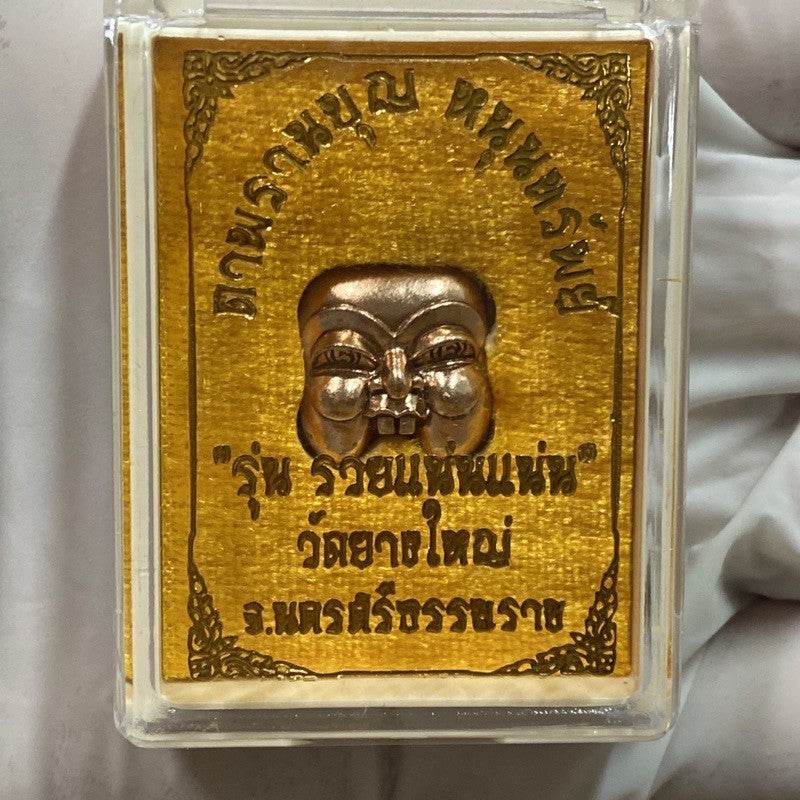 ตาพรานบุญ หนุนทรัพย์
"รุ่น รวยแน่นแน่น"
วัดยางใหญ่
จ.นครศรีธรรมราช